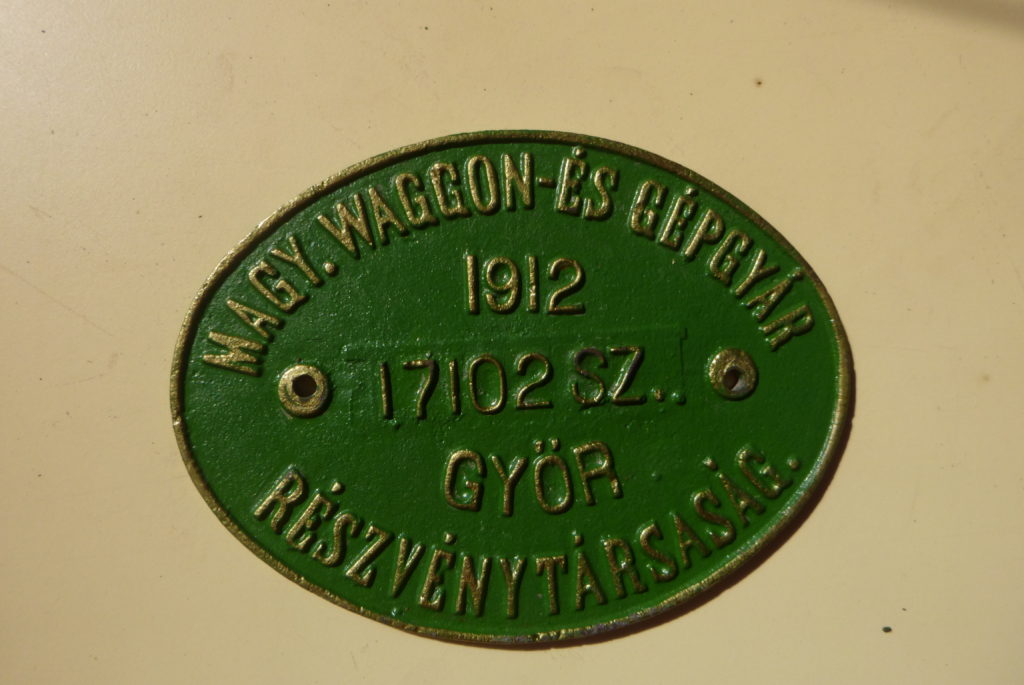 MAGY. WAGGON-ÉS GÉPGYÁR
1912
17102 SZ.
GYÖR
RÉSZVÉNYTÁRSASÁG.